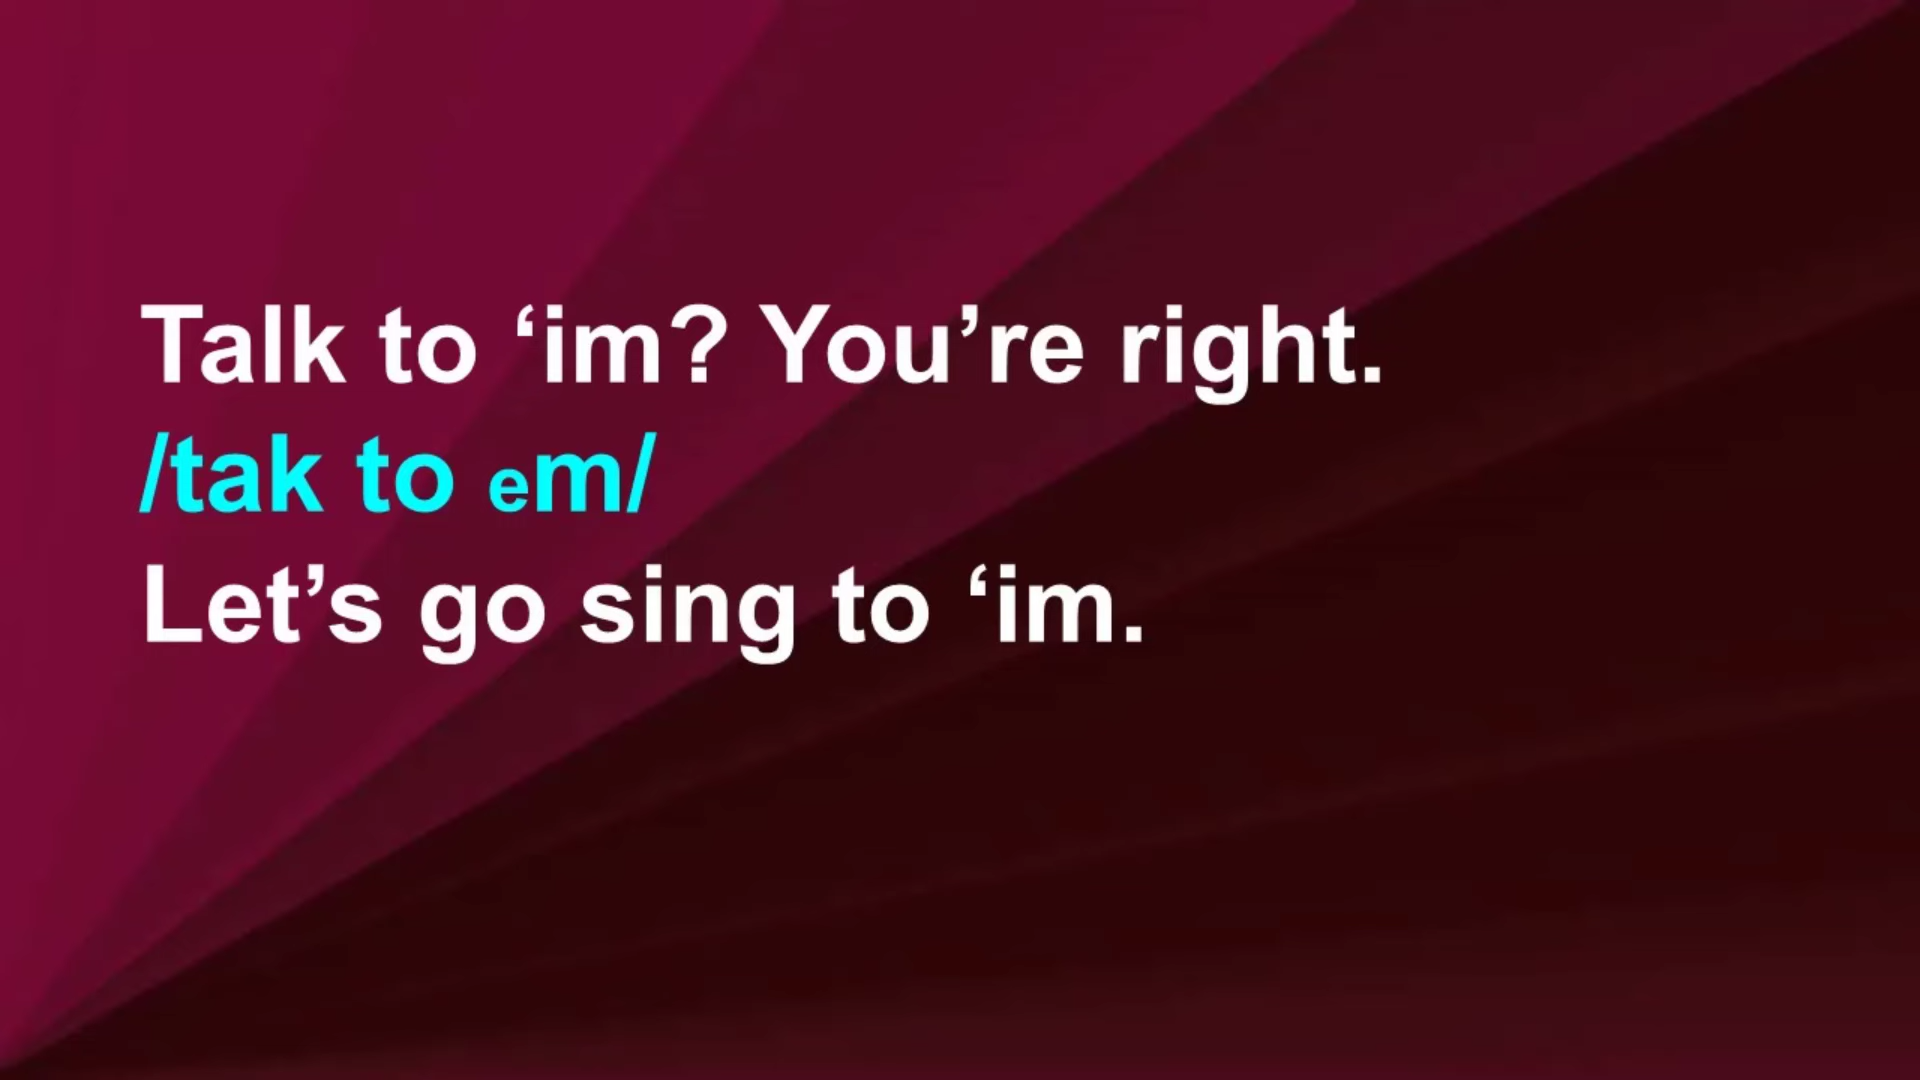 Talk to ‘im? You’re right.
/tak to em/
Let’s go sing to ‘im.